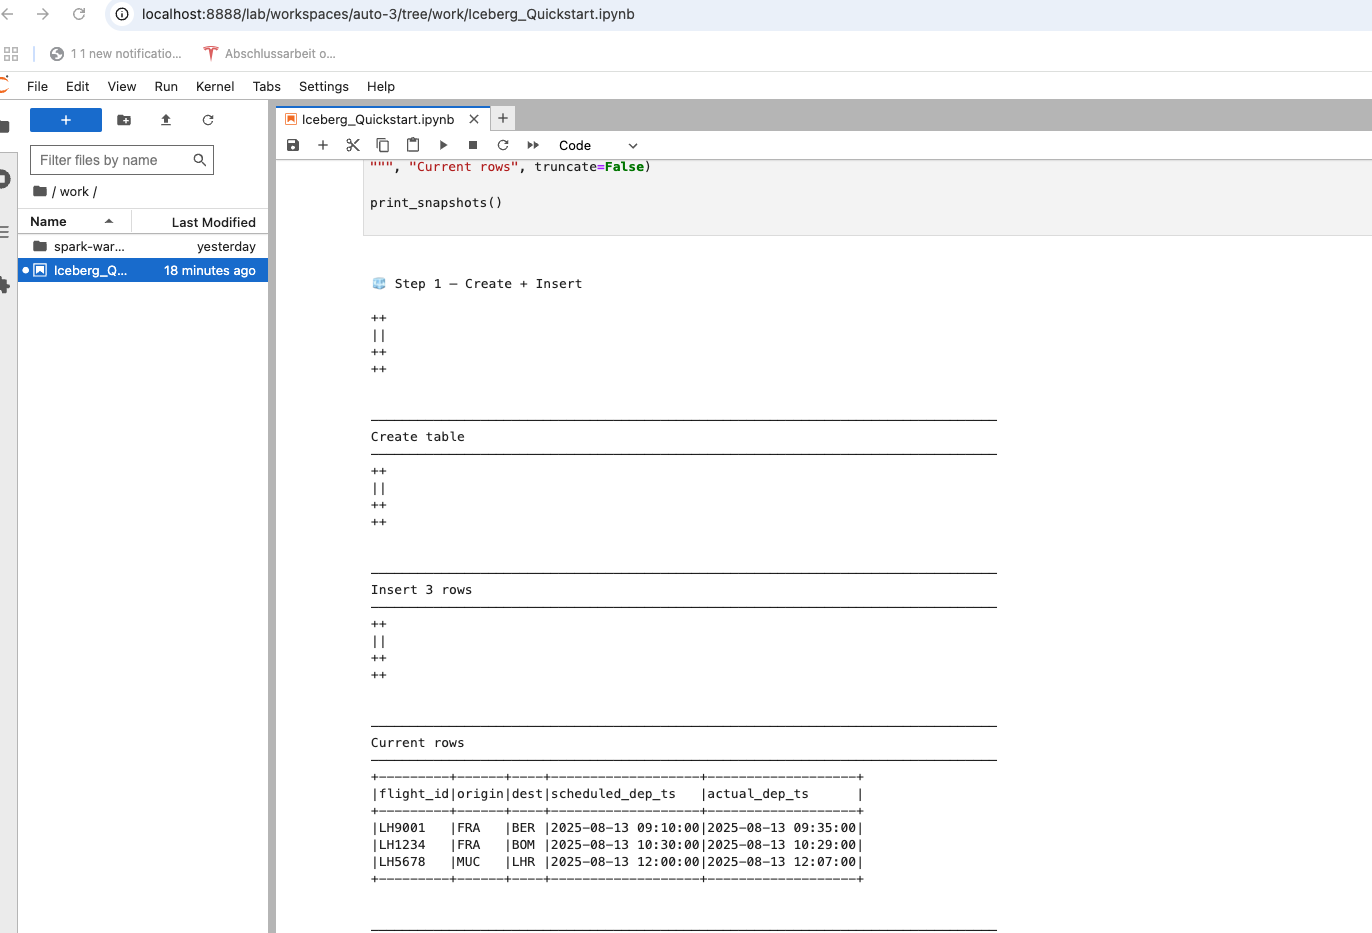 localhost:8888/lab/workspaces/auto-3/tree/work/Iceberg_Quickstart.ipynb
1 1 new notificatio...
Abschlussarbeit o...
File Edit View Run Kernel Tabs Settings Help
Filter files by name
/ work /
Name Last Modified
spark-war... yesterday
Iceberg_Q... 18 minutes ago
Iceberg_Quickstart.ipynb
Code
""", "Current rows", truncate=False)
print_snapshots()
Step 1 — Create + Insert
++
||
++
++
Create table
++
||
++
++
Insert 3 rows
++
||
++
++
Current rows
+---------+------+----+-------------------+-------------------+
|flight_id|origin|dest|scheduled_dep_ts   |actual_dep_ts      |
+---------+------+----+-------------------+-------------------+
|LH9001   |FRA   |BER |2025-08-13 09:10:00|2025-08-13 09:35:00|
|LH1234   |FRA   |BOM |2025-08-13 10:30:00|2025-08-13 10:29:00|
|LH5678   |MUC   |LHR |2025-08-13 12:00:00|2025-08-13 12:07:00|
+---------+------+----+-------------------+-------------------+